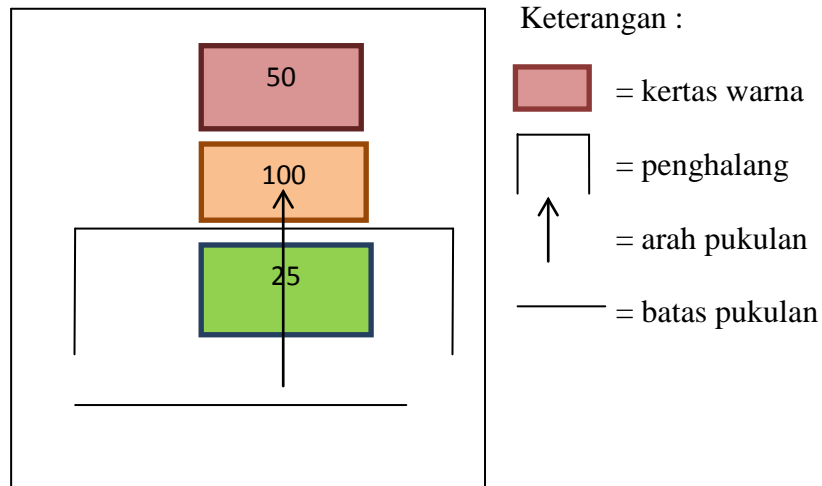 Keterangan :
50
= kertas warna
100
= penghalang
= arah pukulan
25
= batas pukulan